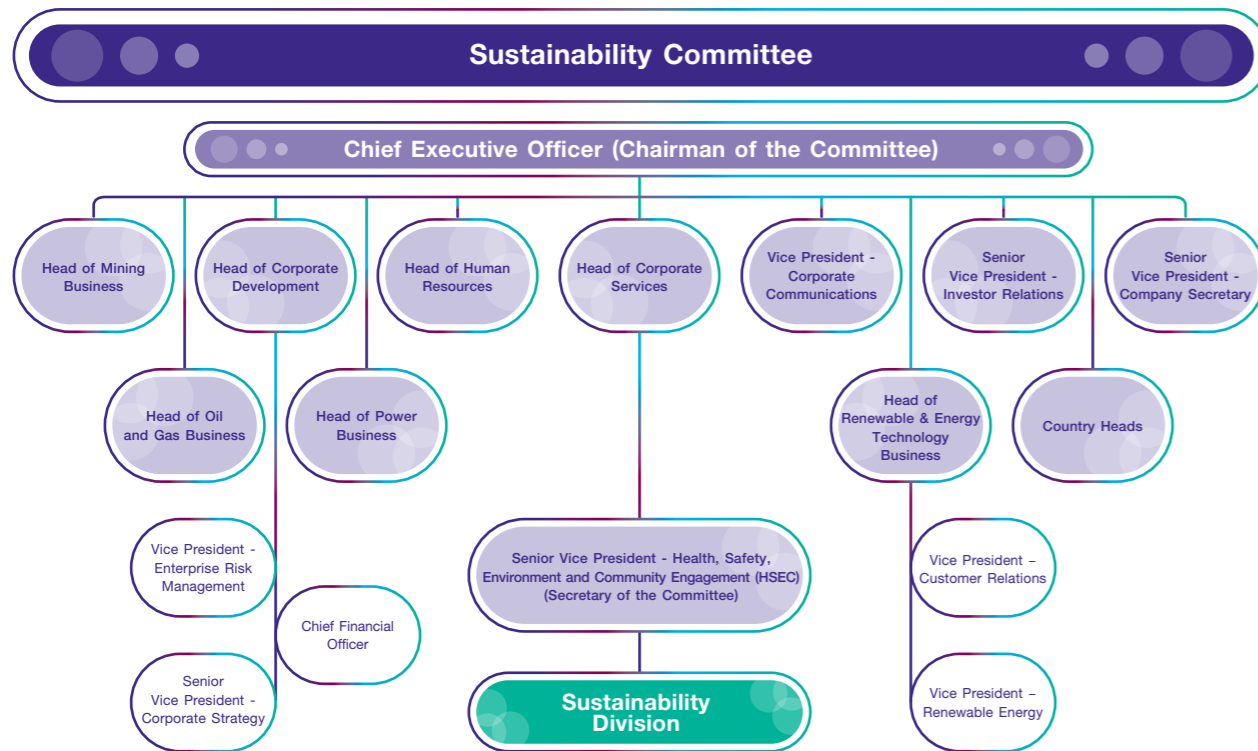 Sustainability Committee
Chief Executive Officer (Chairman of the Committee)
Head of Mining
Business
Head of Corporate
Development
Head of Human
Resources
Head of Corporate
Services
Vice President -
Corporate
Communications
Senior
Vice President -
Investor Relations
Senior
Vice President -
Company Secretary
Head of Oil
and Gas Business
Head of Power
Business
Head of
Renewable & Energy
Technology
Business
Country Heads
Vice President -
Enterprise Risk
Management
Chief Financial
Officer
Senior
Vice President -
Corporate Strategy
Senior Vice President - Health, Safety,
Environment and Community Engagement (HSEC)
(Secretary of the Committee)
Sustainability
Division
Vice President –
Customer Relations
Vice President –
Renewable Energy